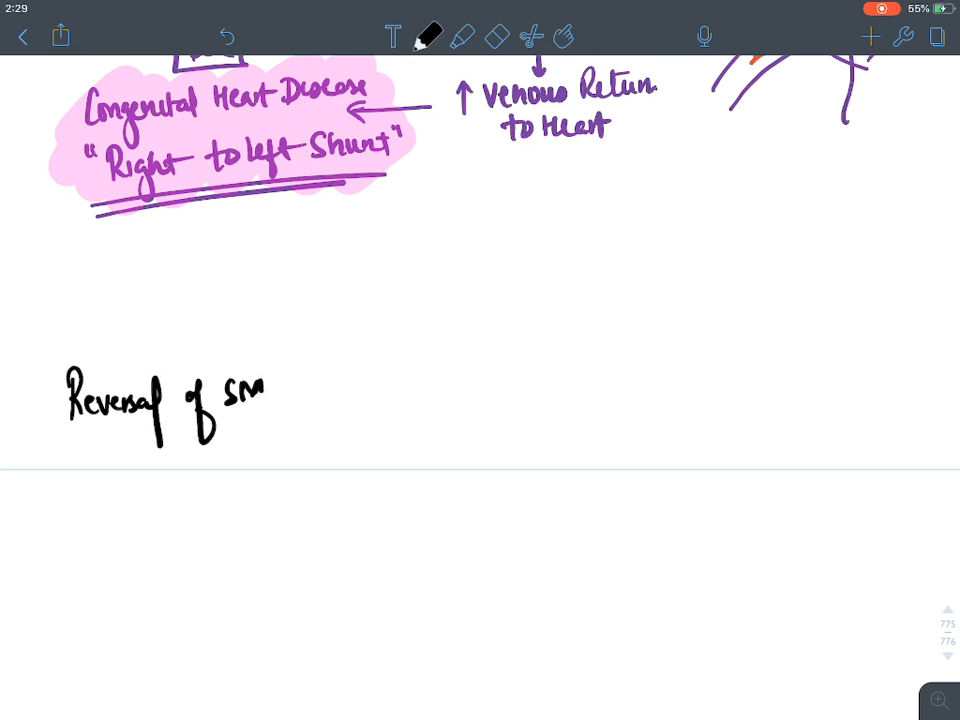 2:29
55%
T
Congenital Heart Disease
↑ Venous Return
to Heart
"Right to left Shunt"
Reversal of
775
776